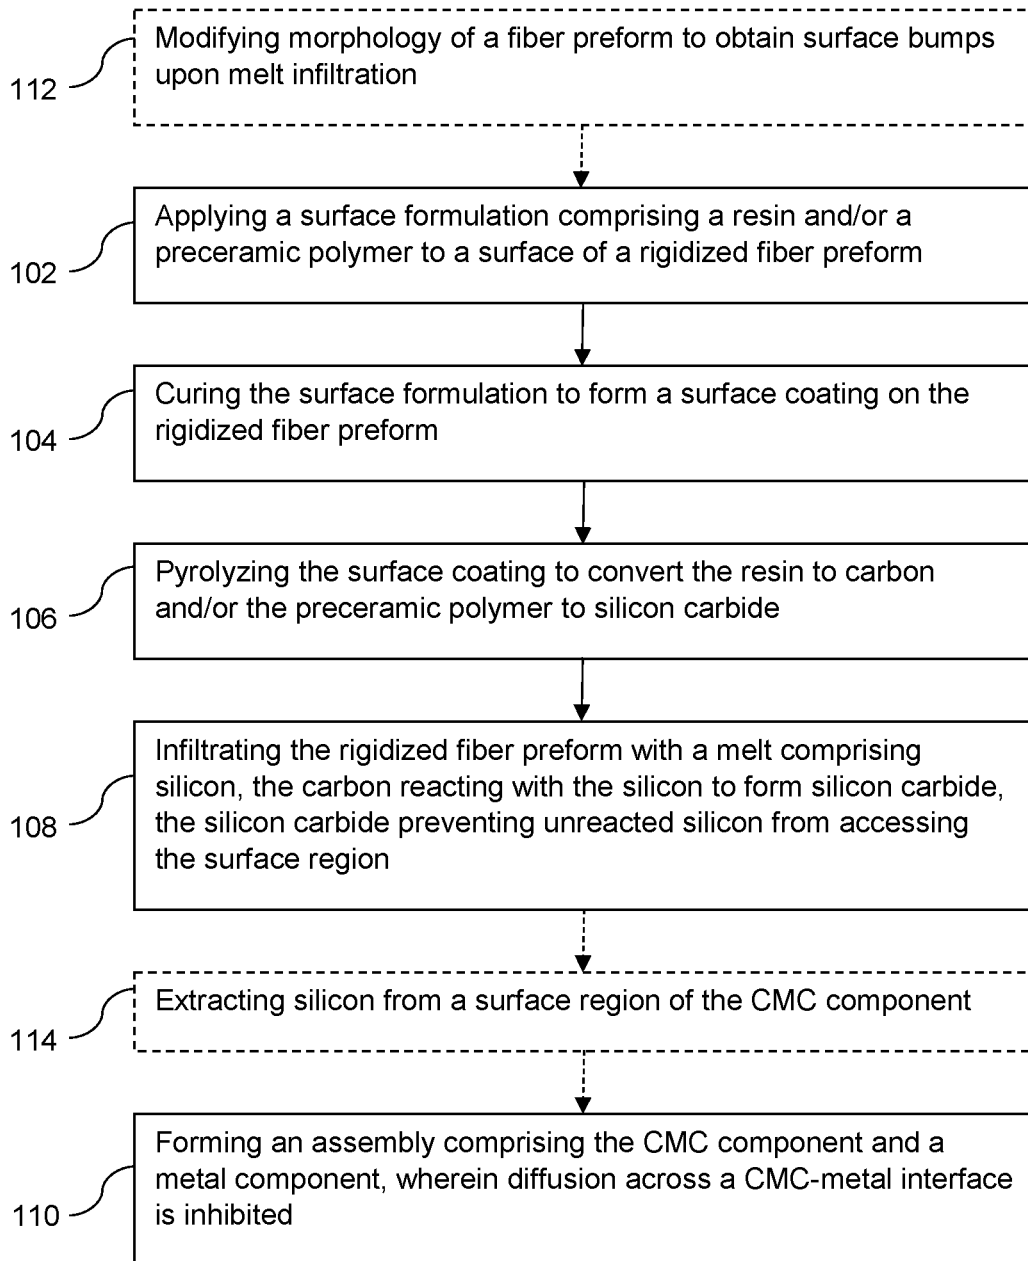 Modifying morphology of a fiber preform to obtain surface bumps
upon melt infiltration
112
Applying a surface formulation comprising a resin and/or a
preceramic polymer to a surface of a rigidized fiber preform
102
Curing the surface formulation to form a surface coating on the
rigidized fiber preform
104
Pyrolyzing the surface coating to convert the resin to carbon
and/or the preceramic polymer to silicon carbide
106
Infiltrating the rigidized fiber preform with a melt comprising
silicon, the carbon reacting with the silicon to form silicon carbide,
the silicon carbide preventing unreacted silicon from accessing
the surface region
108
Extracting silicon from a surface region of the CMC component
114
Forming an assembly comprising the CMC component and a
metal component, wherein diffusion across a CMC-metal interface
is inhibited
110